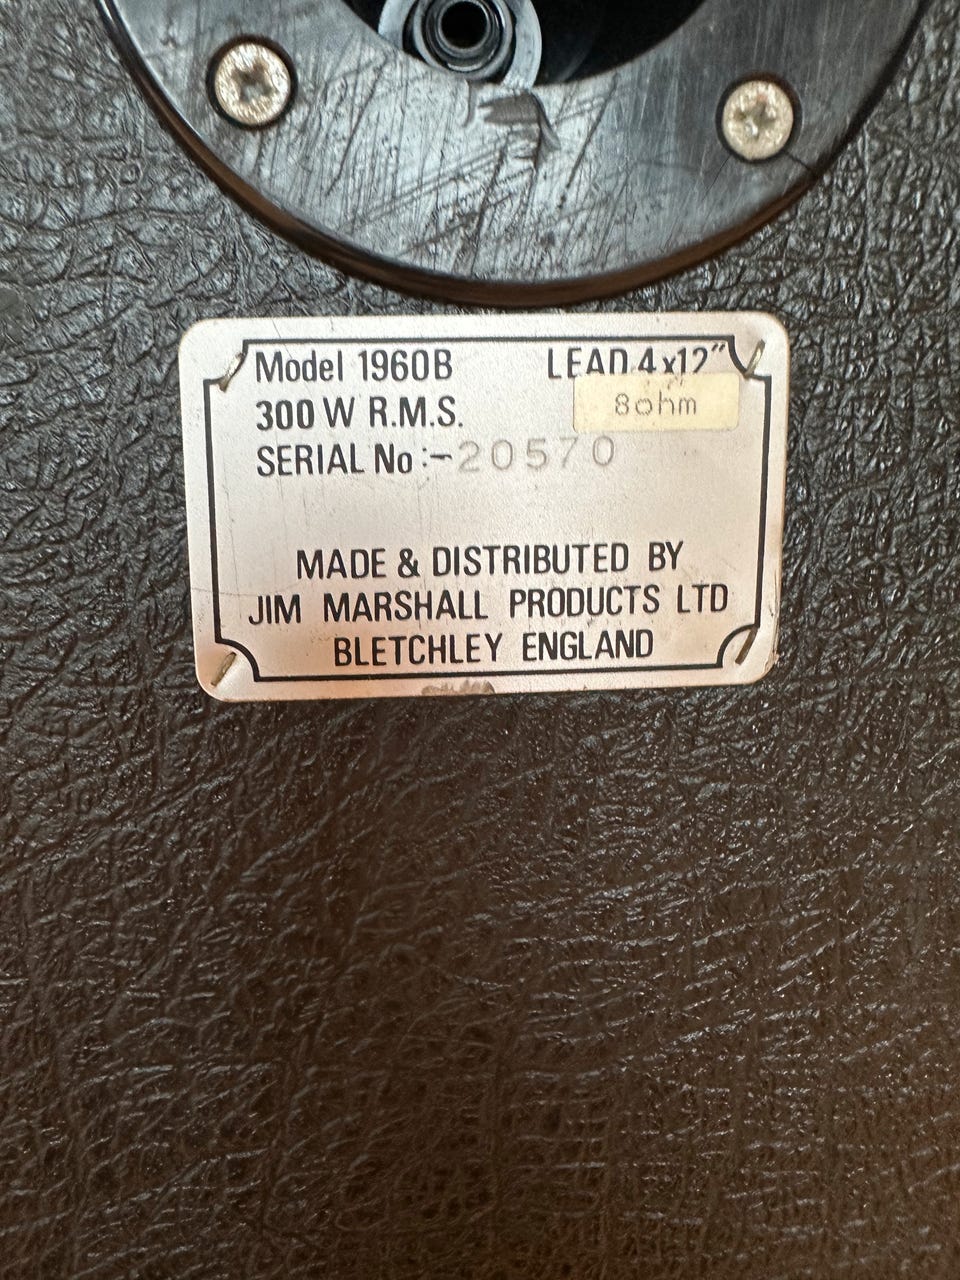 Model 1960B LEAD 4x12"
300 W R.M.S. 8ohm
SERIAL No :- 20570
MADE & DISTRIBUTED BY
JIM MARSHALL PRODUCTS LTD
BLETCHLEY ENGLAND